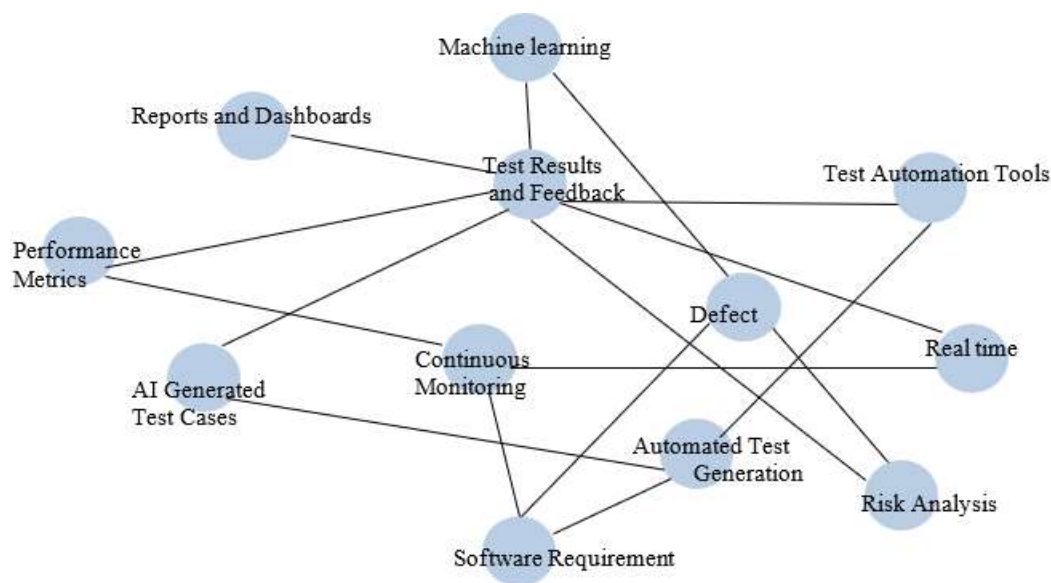 Machine learning
Reports and Dashboards
Test Results
and Feedback
Test Automation Tools
Performance
Metrics
Defect
Real time
Continuous
Monitoring
AI Generated
Test Cases
Automated Test
Generation
Risk Analysis
Software Requirement